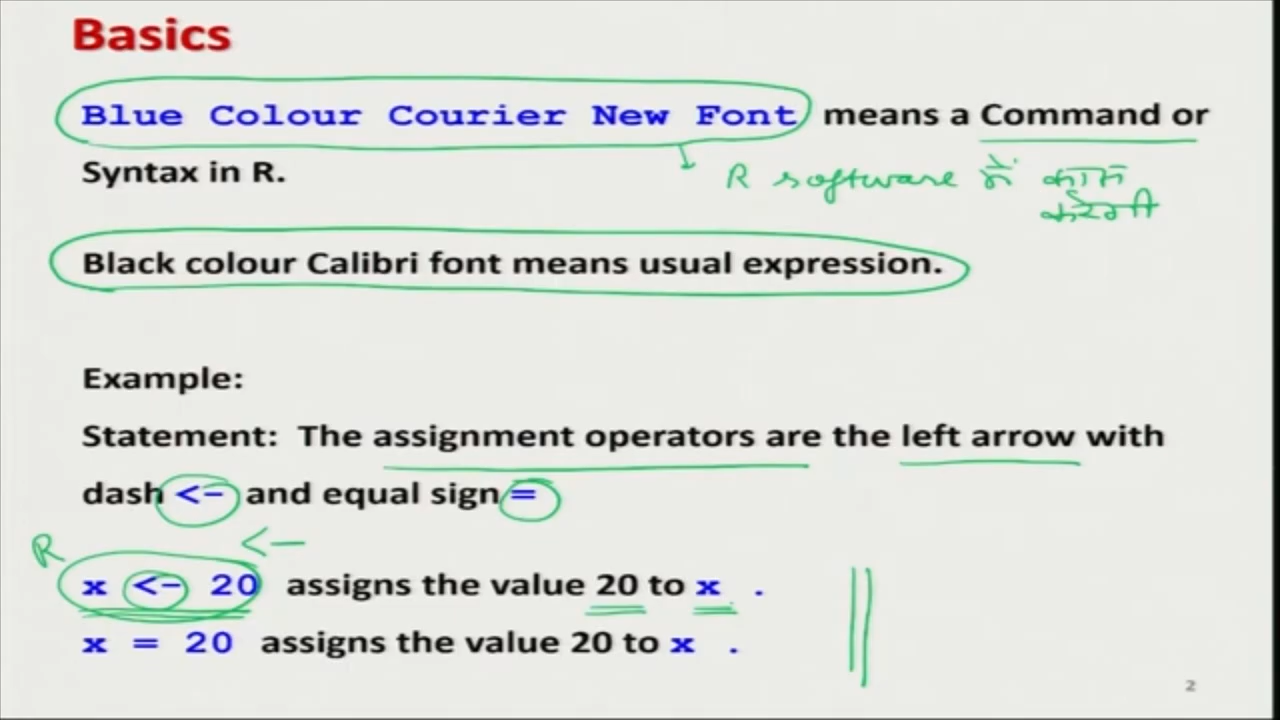 Basics
Blue Colour Courier New Font means a Command or
Syntax in R.
R software में काम
करेगी
Black colour Calibri font means usual expression.
Example:
Statement: The assignment operators are the left arrow with
dash <- and equal sign =
<-
R
x <- 20 assigns the value 20 to x .
x = 20 assigns the value 20 to x .
2